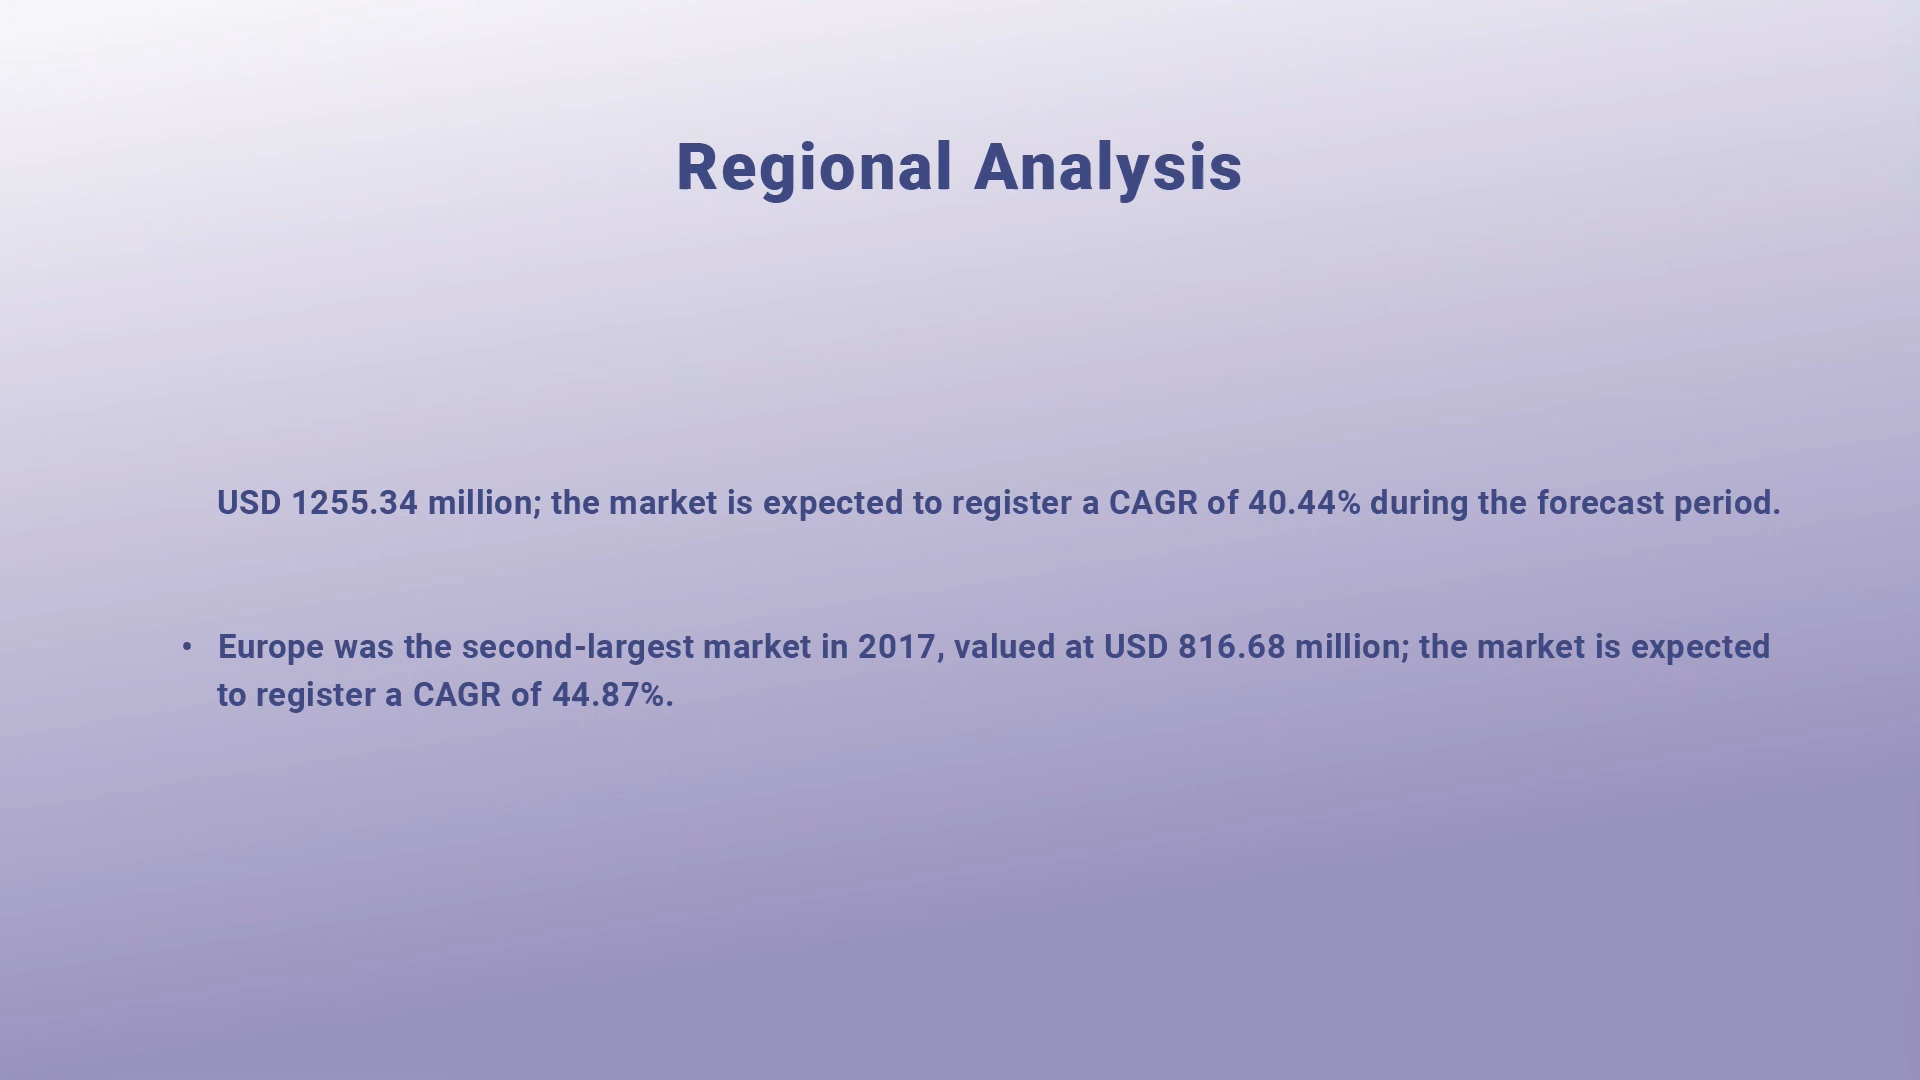 Regional Analysis
USD 1255.34 million; the market is expected to register a CAGR of 40.44% during the forecast period.
• Europe was the second-largest market in 2017, valued at USD 816.68 million; the market is expected
to register a CAGR of 44.87%.